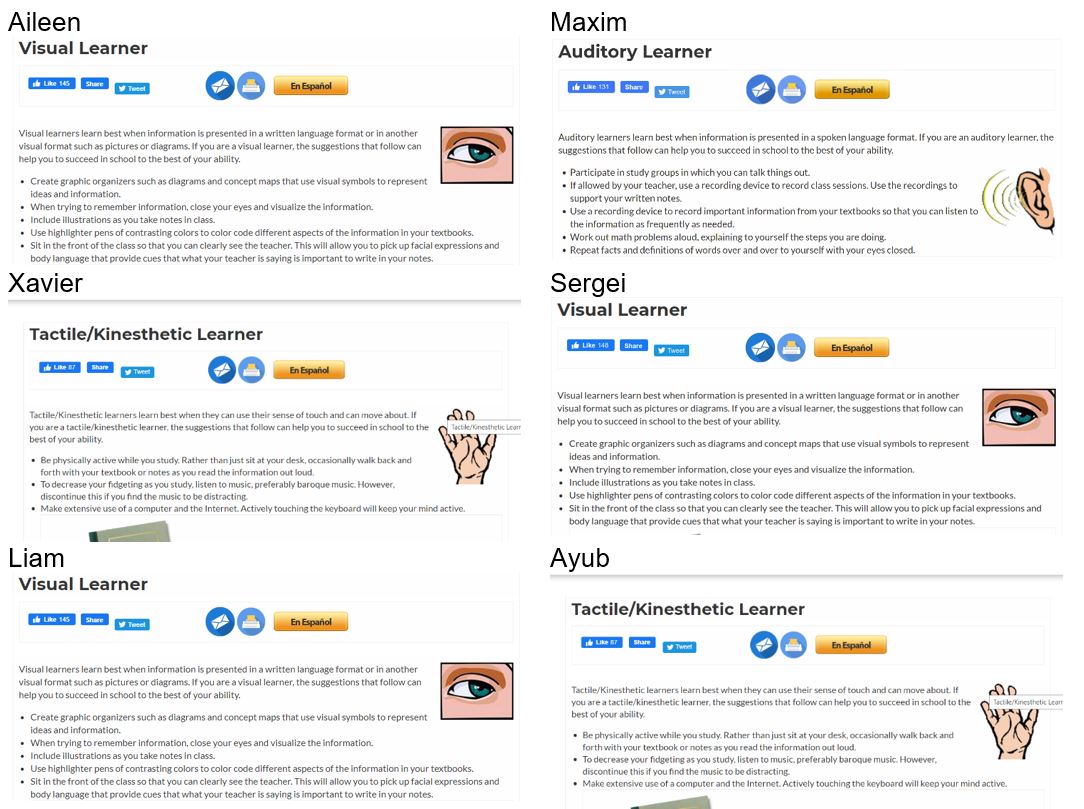 Aileen
Visual Learner
Like 145 Share Tweet En Español
Visual learners learn best when information is presented in a written language format or in another
visual format such as pictures or diagrams. If you are a visual learner, the suggestions that follow can
help you to succeed in school to the best of your ability.
• Create graphic organizers such as diagrams and concept maps that use visual symbols to represent
ideas and information.
• When trying to remember information, close your eyes and visualize the information.
• Include illustrations as you take notes in class.
• Use highlighter pens of contrasting colors to color code different aspects of the information in your textbooks.
• Sit in the front of the class so that you can clearly see the teacher. This will allow you to pick up facial expressions and
body language that provide cues that what your teacher is saying is important to write in your notes.
Maxim
Auditory Learner
Like 131 Share Tweet En Español
Auditory learners learn best when information is presented in a spoken language format. If you are an auditory learner, the
suggestions that follow can help you to succeed in school to the best of your ability.
• Participate in study groups in which you can talk things out.
• If allowed by your teacher, use a recording device to record class sessions. Use the recordings to
support your written notes.
• Use a recording device to record important information from your textbooks so that you can listen to
the information as frequently as needed.
• Work out math problems aloud, explaining to yourself the steps you are doing.
• Repeat facts and definitions of words over and over to yourself with your eyes closed.
Xavier
Tactile/Kinesthetic Learner
Like 87 Share Tweet En Español
Tactile/Kinesthetic learners learn best when they can use their sense of touch and can move about. If
you are a tactile/kinesthetic learner, the suggestions that follow can help you to succeed in school to the
best of your ability.
Tactile/Kinesthetic Learner
• Be physically active while you study. Rather than just sit at your desk, occasionally walk back and
forth with your textbook or notes as you read the information out loud.
• To decrease your fidgeting as you study, listen to music, preferably baroque music. However,
discontinue this if you find the music to be distracting.
• Make extensive use of a computer and the Internet. Actively touching the keyboard will keep your mind active.
Sergei
Visual Learner
Like 148 Share Tweet En Español
Visual learners learn best when information is presented in a written language format or in another
visual format such as pictures or diagrams. If you are a visual learner, the suggestions that follow can
help you to succeed in school to the best of your ability.
• Create graphic organizers such as diagrams and concept maps that use visual symbols to represent
ideas and information.
• When trying to remember information, close your eyes and visualize the information.
• Include illustrations as you take notes in class.
• Use highlighter pens of contrasting colors to color code different aspects of the information in your textbooks.
• Sit in the front of the class so that you can clearly see the teacher. This will allow you to pick up facial expressions and
body language that provide cues that what your teacher is saying is important to write in your notes.
Liam
Visual Learner
Like 145 Share Tweet En Español
Visual learners learn best when information is presented in a written language format or in another
visual format such as pictures or diagrams. If you are a visual learner, the suggestions that follow can
help you to succeed in school to the best of your ability.
• Create graphic organizers such as diagrams and concept maps that use visual symbols to represent
ideas and information.
• When trying to remember information, close your eyes and visualize the information.
• Include illustrations as you take notes in class.
• Use highlighter pens of contrasting colors to color code different aspects of the information in your textbooks.
• Sit in the front of the class so that you can clearly see the teacher. This will allow you to pick up facial expressions and
body language that provide cues that what your teacher is saying is important to write in your notes.
Ayub
Tactile/Kinesthetic Learner
Like 87 Share Tweet En Español
Tactile/Kinesthetic learners learn best when they can use their sense of touch and can move about. If
you are a tactile/kinesthetic learner, the suggestions that follow can help you to succeed in school to the
best of your ability.
Tactile/Kinesthetic Learn
• Be physically active while you study. Rather than just sit at your desk, occasionally walk back and
forth with your textbook or notes as you read the information out loud.
• To decrease your fidgeting as you study, listen to music, preferably baroque music. However,
discontinue this if you find the music to be distracting.
• Make extensive use of a computer and the Internet. Actively touching the keyboard will keep your mind active.